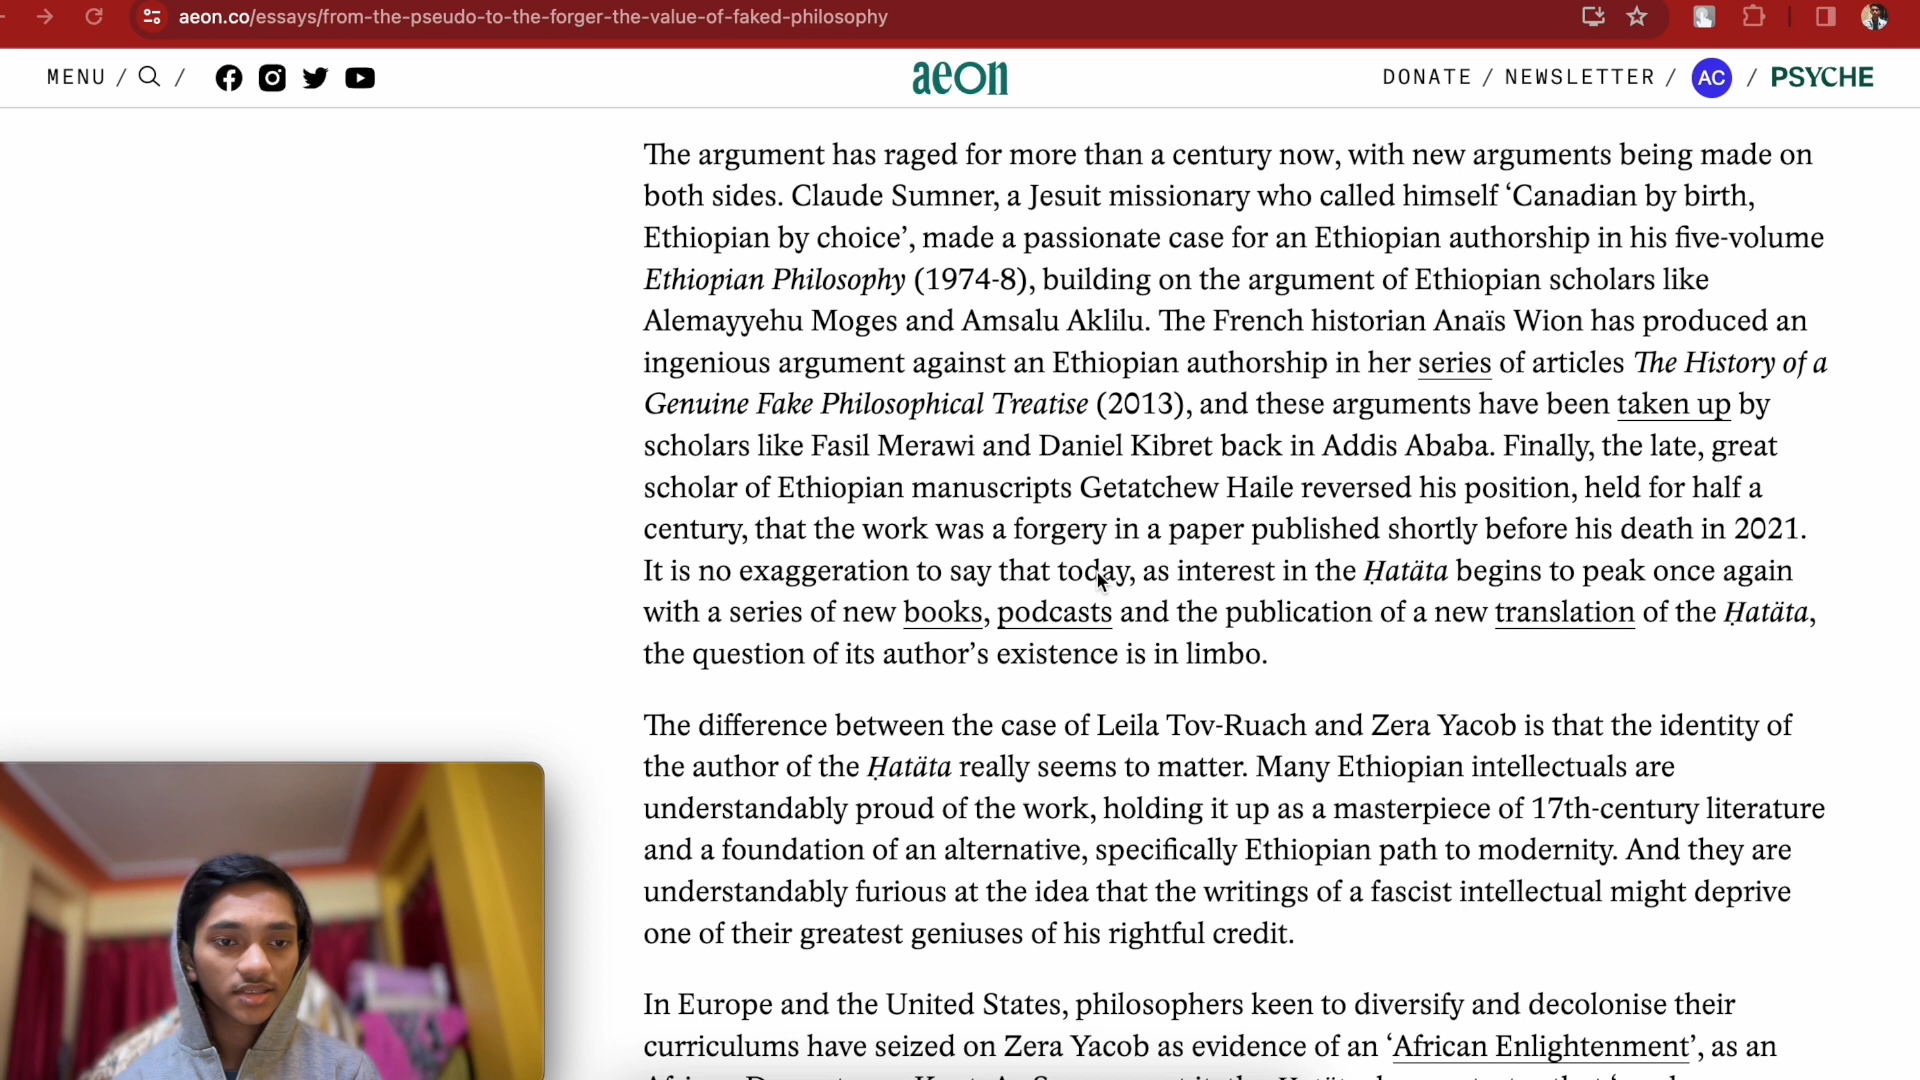 aeon.co/essays/from-the-pseudo-to-the-forger-the-value-of-faked-philosophy
MENU / /
aeon
DONATE / NEWSLETTER / AC / PSYCHE
The argument has raged for more than a century now, with new arguments being made on
both sides. Claude Sumner, a Jesuit missionary who called himself ‘Canadian by birth,
Ethiopian by choice’, made a passionate case for an Ethiopian authorship in his five-volume
Ethiopian Philosophy (1974-8), building on the argument of Ethiopian scholars like
Alemayyehu Moges and Amsalu Aklilu. The French historian Anaïs Wion has produced an
ingenious argument against an Ethiopian authorship in her series of articles The History of a
Genuine Fake Philosophical Treatise (2013), and these arguments have been taken up by
scholars like Fasil Merawi and Daniel Kibret back in Addis Ababa. Finally, the late, great
scholar of Ethiopian manuscripts Getatchew Haile reversed his position, held for half a
century, that the work was a forgery in a paper published shortly before his death in 2021.
It is no exaggeration to say that today, as interest in the Ḥatäta begins to peak once again
with a series of new books, podcasts and the publication of a new translation of the Ḥatäta,
the question of its author’s existence is in limbo.
The difference between the case of Leila Tov-Ruach and Zera Yacob is that the identity of
the author of the Ḥatäta really seems to matter. Many Ethiopian intellectuals are
understandably proud of the work, holding it up as a masterpiece of 17th-century literature
and a foundation of an alternative, specifically Ethiopian path to modernity. And they are
understandably furious at the idea that the writings of a fascist intellectual might deprive
one of their greatest geniuses of his rightful credit.
In Europe and the United States, philosophers keen to diversify and decolonise their
curriculums have seized on Zera Yacob as evidence of an ‘African Enlightenment’, as an